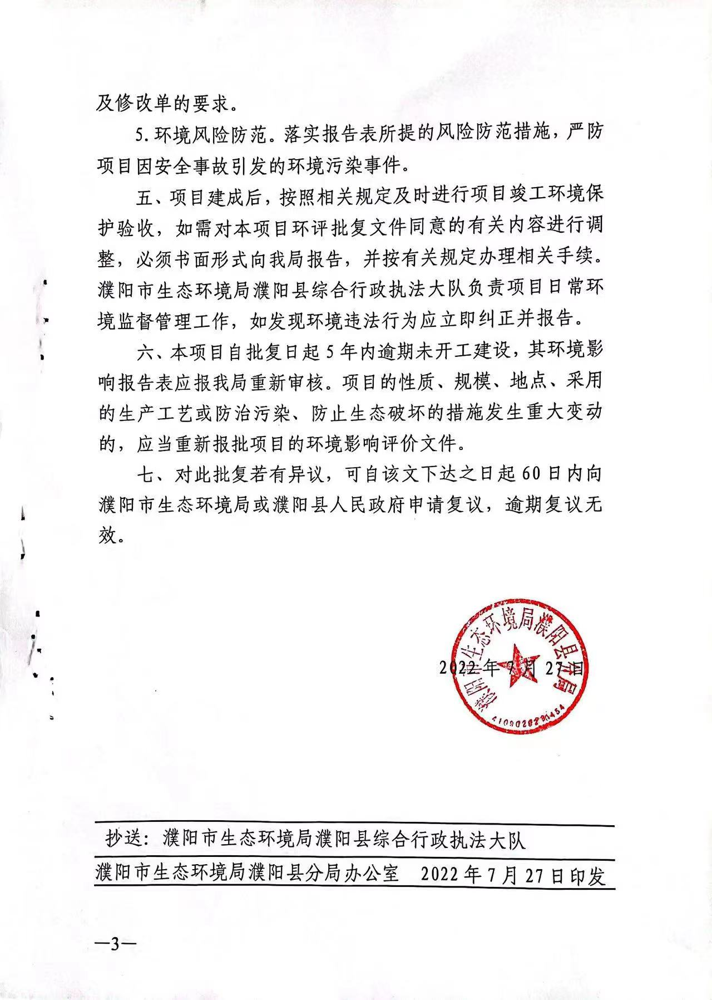 及修改单的要求。
5.环境风险防范。落实报告表所提的风险防范措施，严防
项目因安全事故引发的环境污染事件。
五、项目建成后，按照相关规定及时进行项目竣工环境保
护验收，如需对本项目环评批复文件同意的有关内容进行调
整，必须书面形式向我局报告，并按有关规定办理相关手续。
濮阳市生态环境局濮阳县综合行政执法大队负责项目日常环
境监督管理工作，如发现环境违法行为应立即纠正并报告。
六、本项目自批复日起5年内逾期未开工建设，其环境影
响报告表应报我局重新审核。项目的性质、规模、地点、采用
的生产工艺或防治污染、防止生态破坏的措施发生重大变动
的，应当重新报批项目的环境影响评价文件。
七、对此批复若有异议，可自该文下达之日起60日内向
濮阳市生态环境局或濮阳县人民政府申请复议，逾期复议无
效。
濮阳市生态环境局濮阳县分局
2022年7月27日
抄送：濮阳市生态环境局濮阳县综合行政执法大队
濮阳市生态环境局濮阳县分局办公室 2022年7月27日印发
—3—